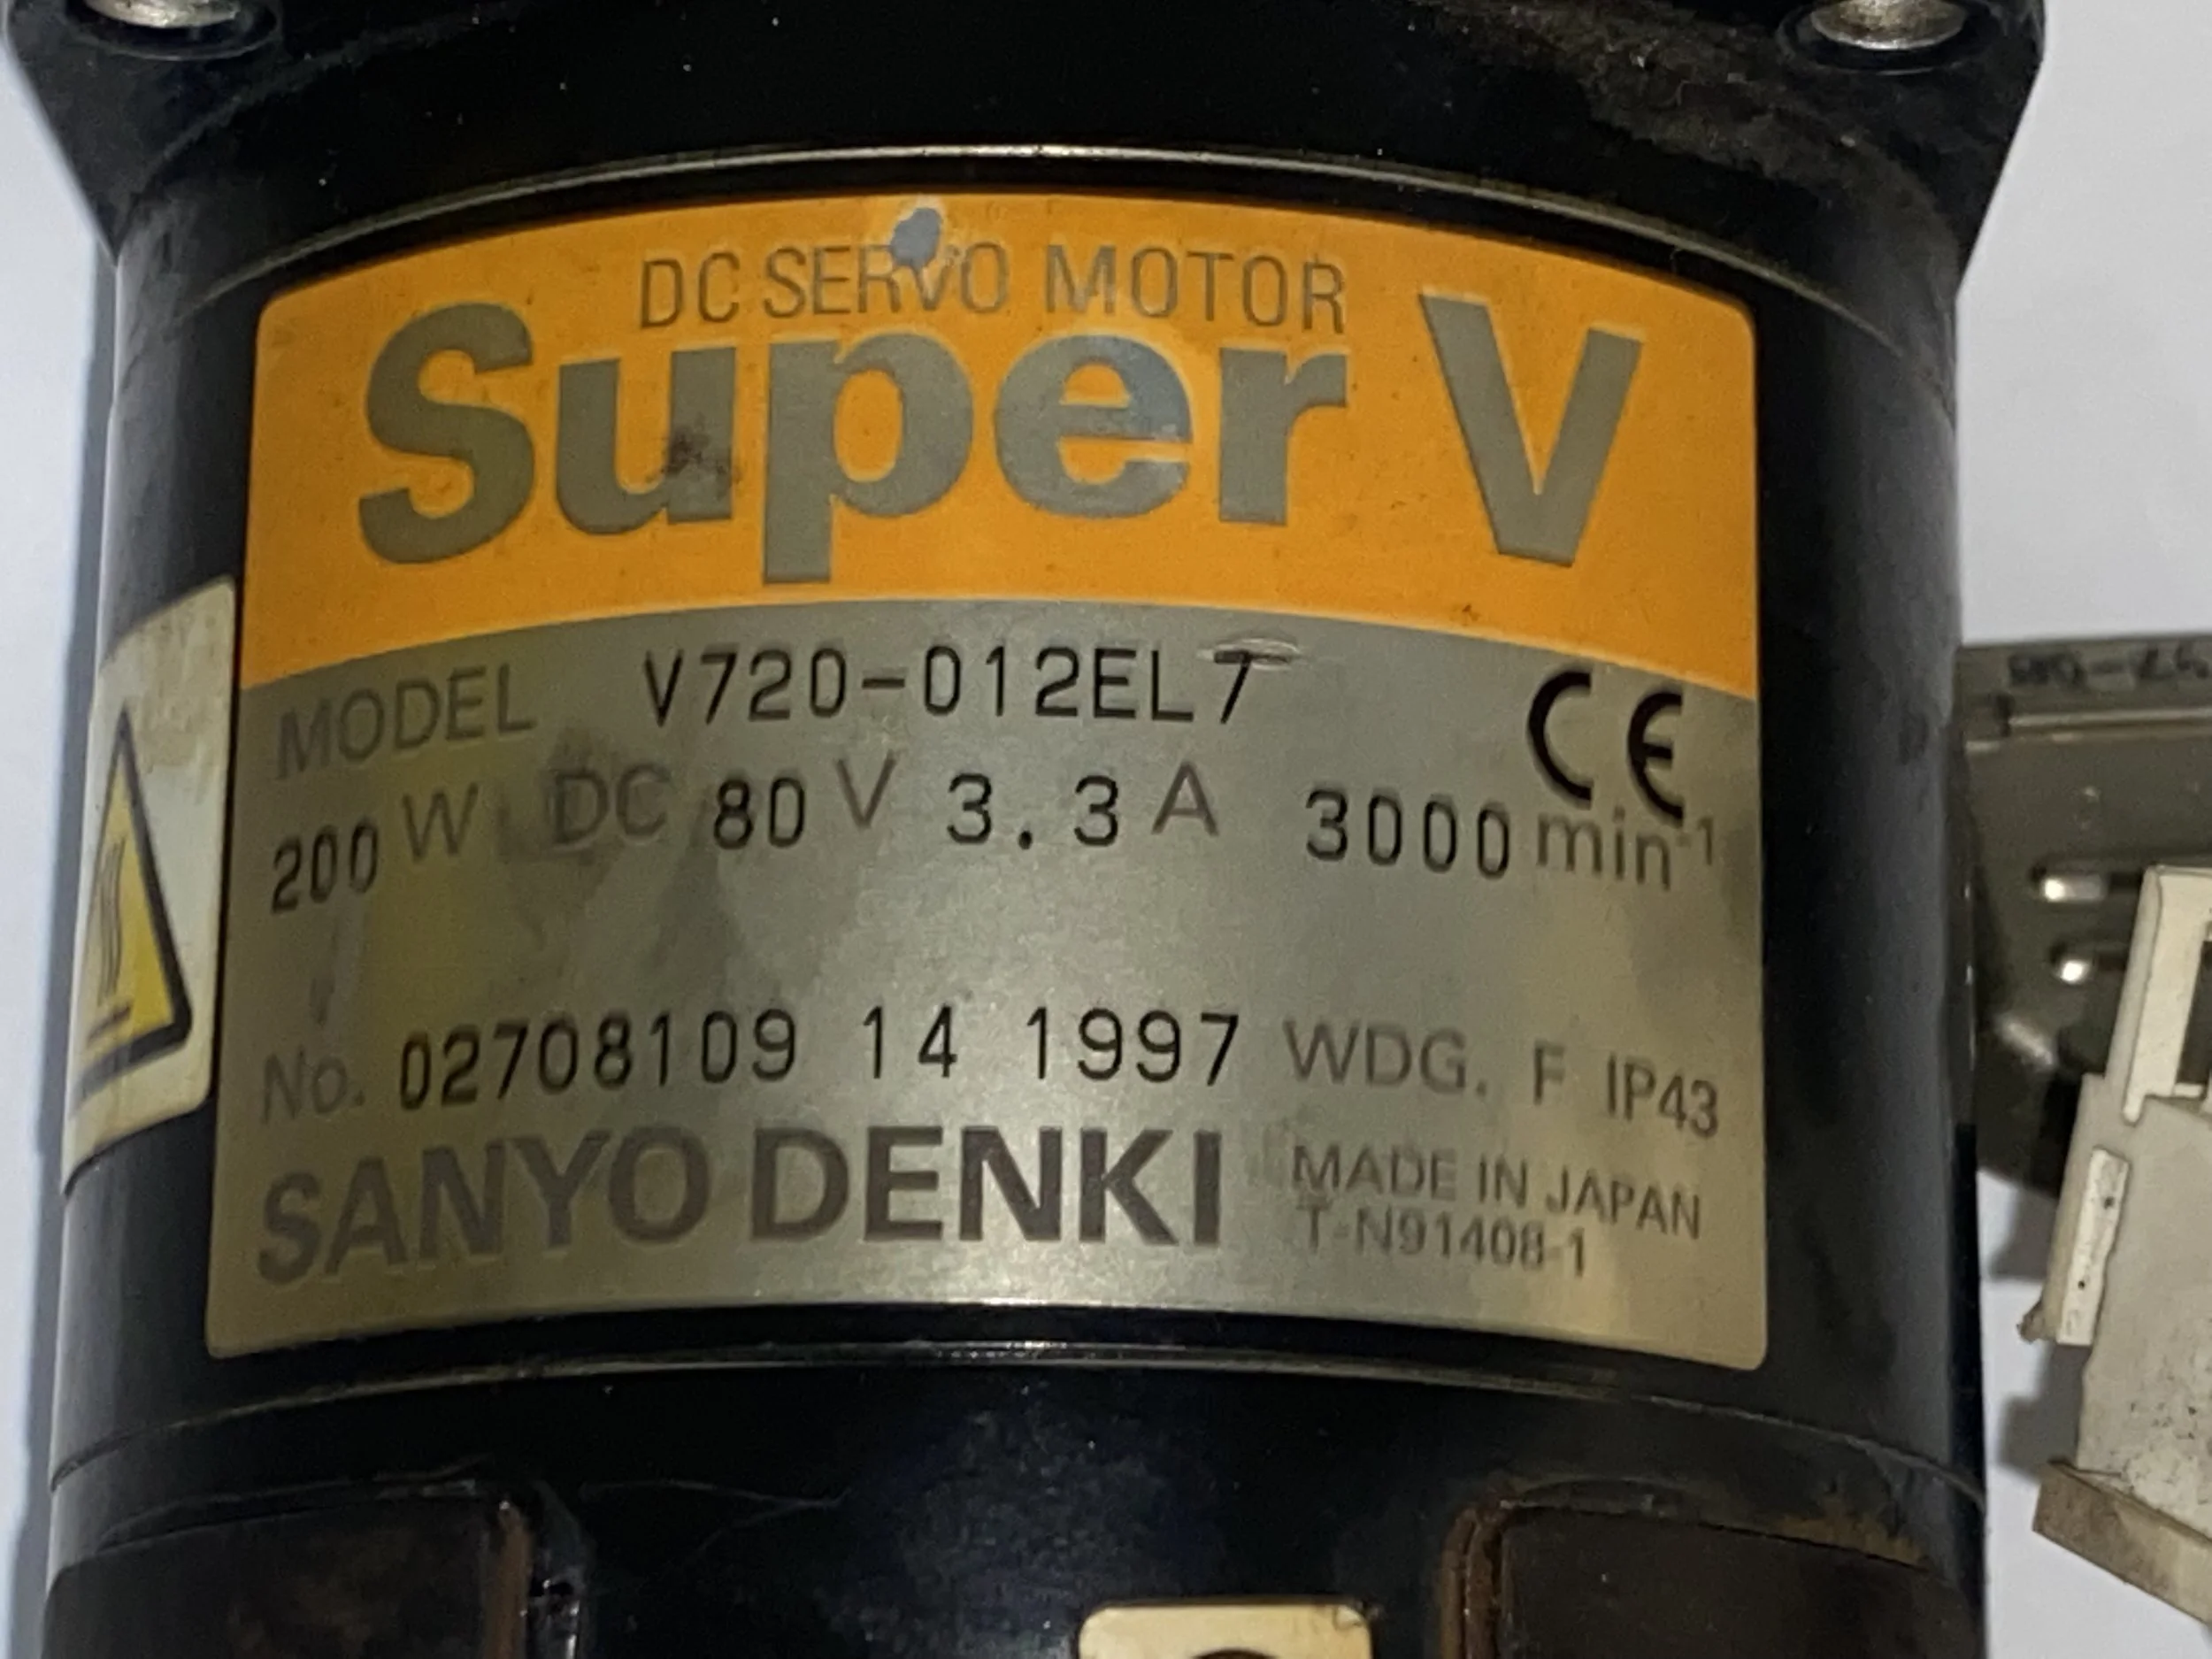 DC SERVO MOTOR
Super V
MODEL V720-012EL7 CE
200 W DC 80 V 3.3 A 3000 min-1
No. 02708109 14 1997 WDG. F IP43
SANYO DENKI MADE IN JAPAN
T-N91408-1